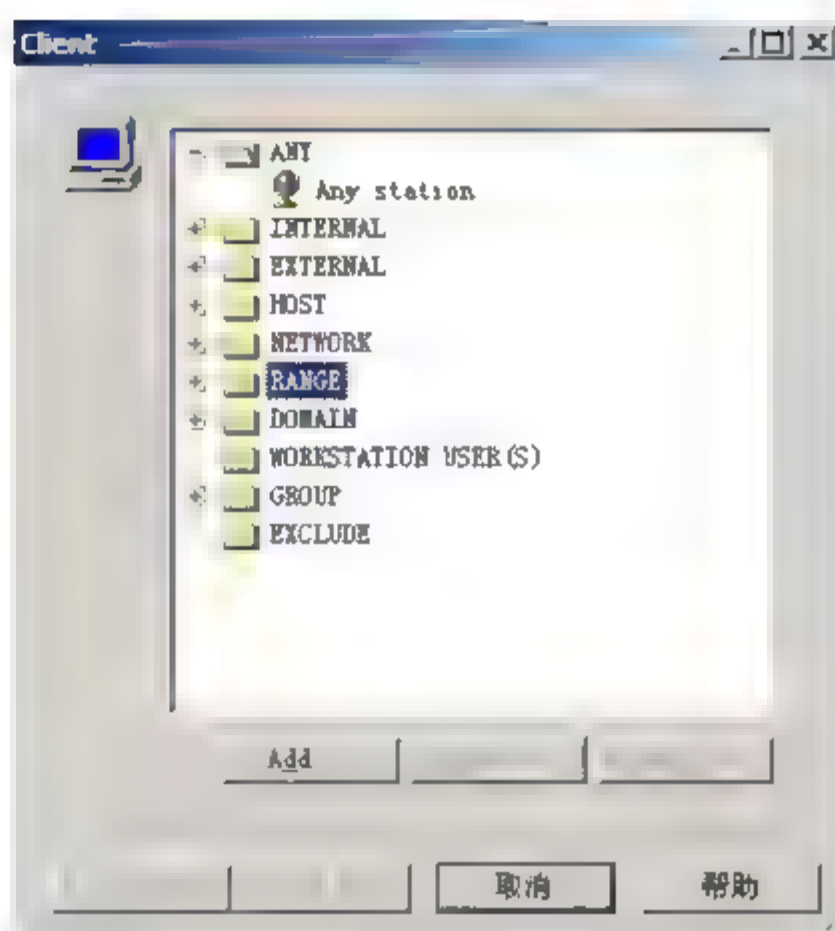 Client
ANY
Any station
INTERNAL
EXTERNAL
HOST
NETWORK
RANGE
DOMAIN
WORKSTATION USER(S)
GROUP
EXCLUDE
Add
取消
帮助